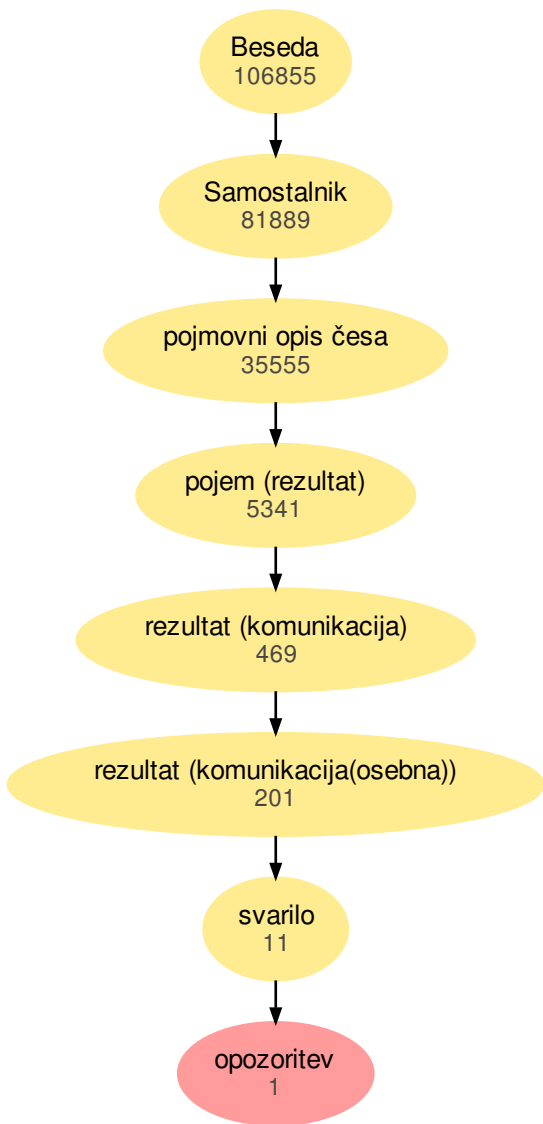 Beseda
106855
Samostalnik
81889
pojmovni opis česa
35555
pojem (rezultat)
5341
rezultat (komunikacija)
469
rezultat (komunikacija(osebna))
201
svarilo
11
opozoritev
1